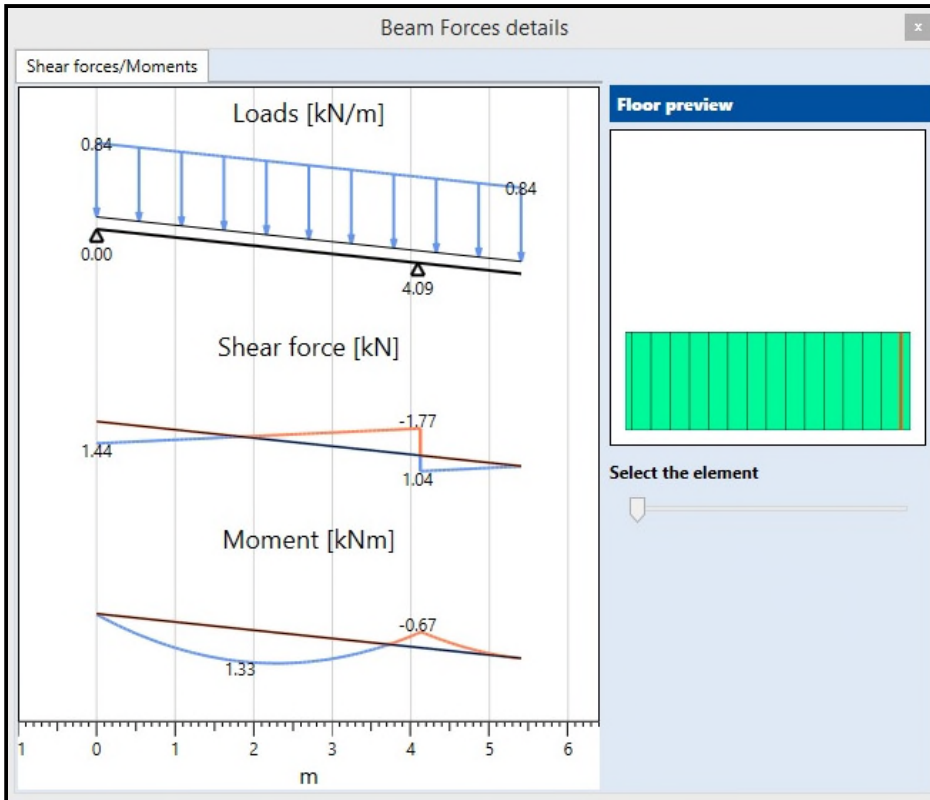 Beam Forces details
x
Shear forces/Moments
Loads [kN/m]
0.84
0.84
0.00
4.09
Shear force [kN]
-1.77
1.44
1.04
Moment [kNm]
-0.67
1.33
1 0 1 2 3 4 5 6
m
Floor preview
Select the element